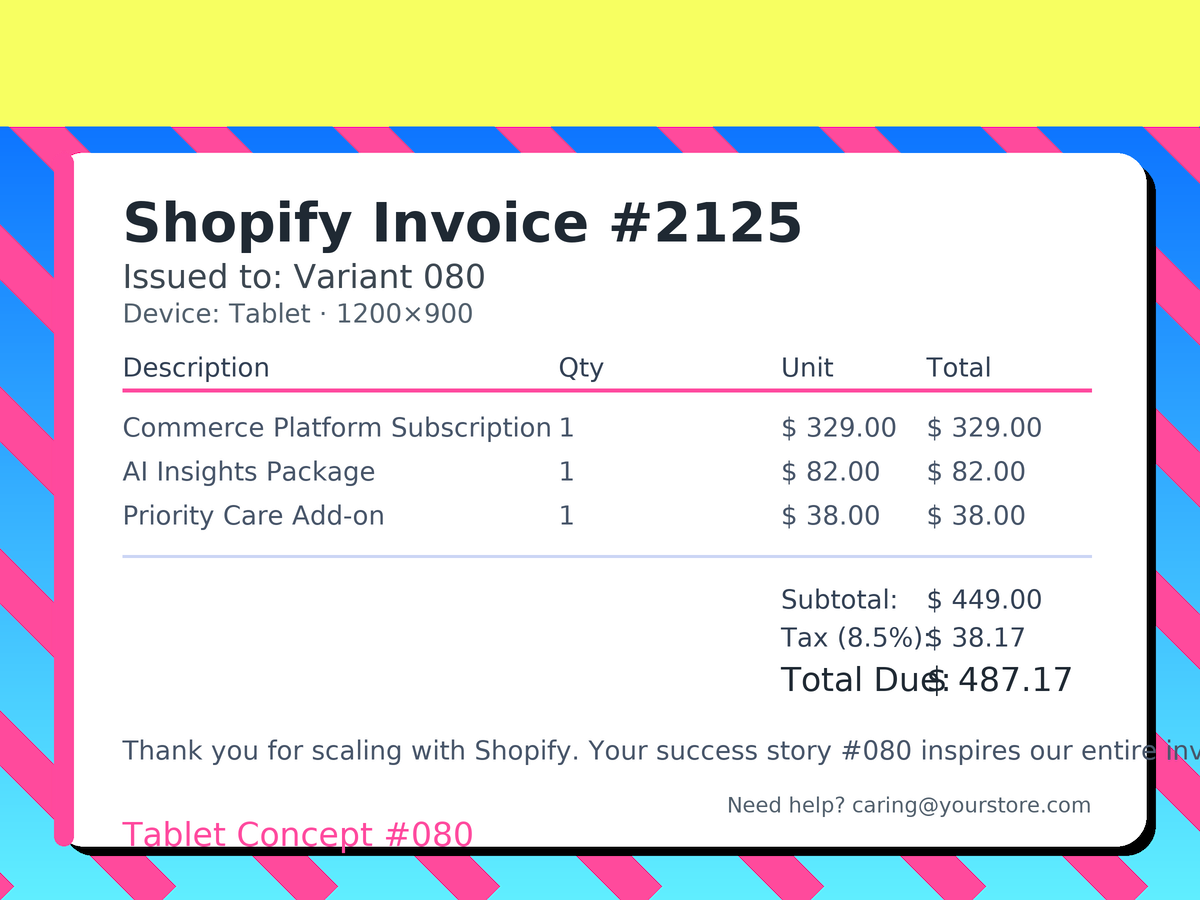 Shopify Invoice #2125
Issued to: Variant 080
Device: Tablet · 1200×900
Description Qty Unit Total
Commerce Platform Subscription 1 $ 329.00 $ 329.00
AI Insights Package 1 $ 82.00 $ 82.00
Priority Care Add-on 1 $ 38.00 $ 38.00
Subtotal: $ 449.00
Tax (8.5%): $ 38.17
Total Due: $ 487.17
Thank you for scaling with Shopify. Your success story #080 inspires our entire
Need help? caring@yourstore.com
Tablet Concept #080